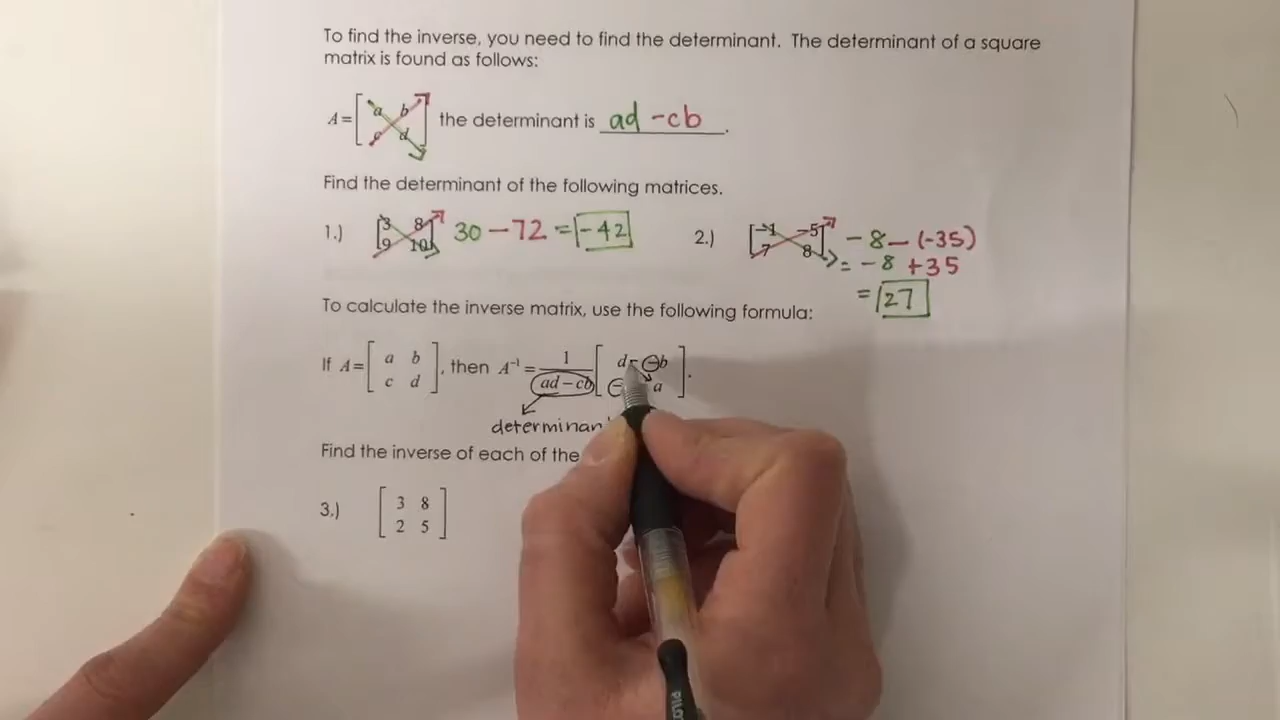 To find the inverse, you need to find the determinant. The determinant of a square
matrix is found as follows:
A = [ a b
c d ] the determinant is ad - cb .
Find the determinant of the following matrices.
1.) [ 3 8
9 10 ] 30 - 72 = -42
2.) [ -1 -5
7 8 ] -8 - (-35)
= -8 + 35
= 27
To calculate the inverse matrix, use the following formula:
If A = [ a b
c d ], then A⁻¹ = 1/(ad - cb) [ d -b
- a ].
determinan
Find the inverse of each of the
3.) [ 3 8
2 5 ]
PILOT